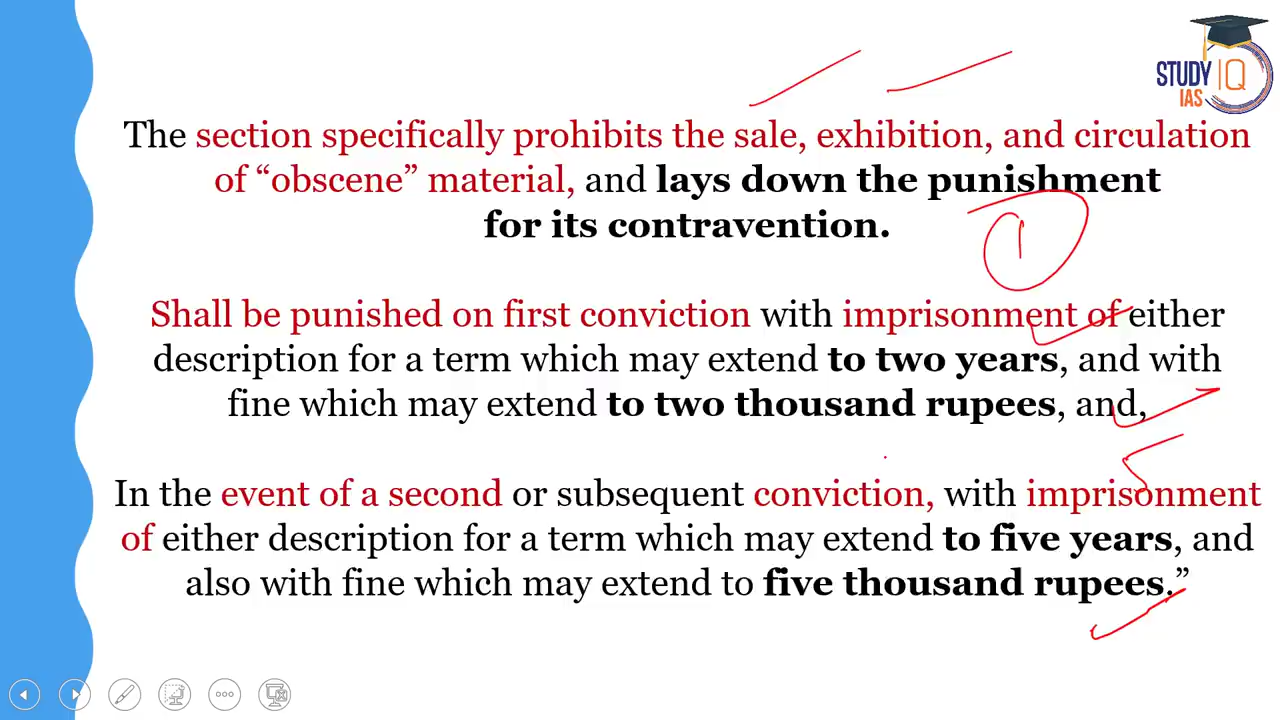 STUDY IQ
IAS
The section specifically prohibits the sale, exhibition, and circulation
of “obscene” material, and lays down the punishment
for its contravention.
1
Shall be punished on first conviction with imprisonment of either
description for a term which may extend to two years, and with
fine which may extend to two thousand rupees, and,
In the event of a second or subsequent conviction, with imprisonment
of either description for a term which may extend to five years, and
also with fine which may extend to five thousand rupees.”